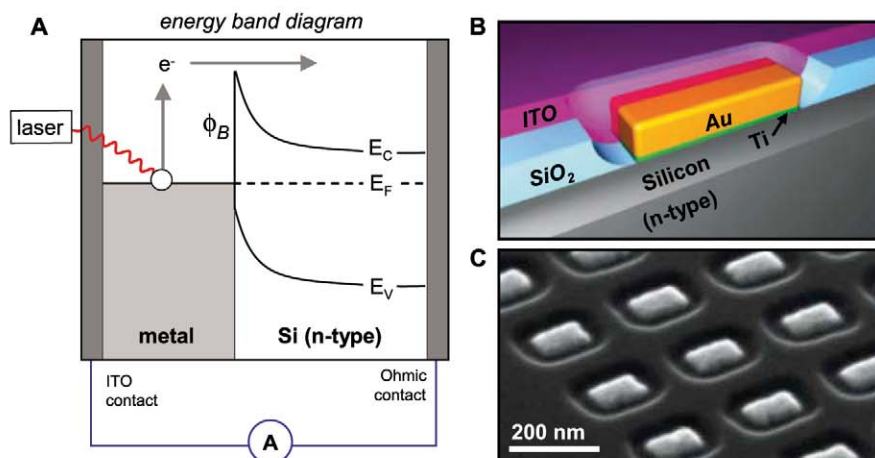 A
energy band diagram
e-
laser
ϕB
EC
EF
EV
metal
Si (n-type)
ITO
contact
Ohmic
contact
A
B
ITO
Au
Ti
SiO2
Silicon
(n-type)
C
200 nm